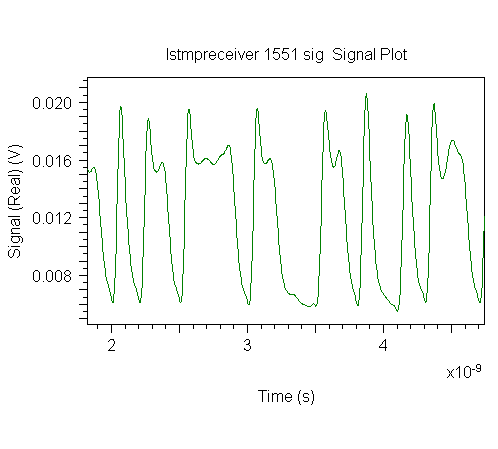 lstmpreceiver 1551 sig  Signal Plot
Signal (Real) (V)
0.020
0.016
0.012
0.008
2 3 4
x10-9
Time (s)